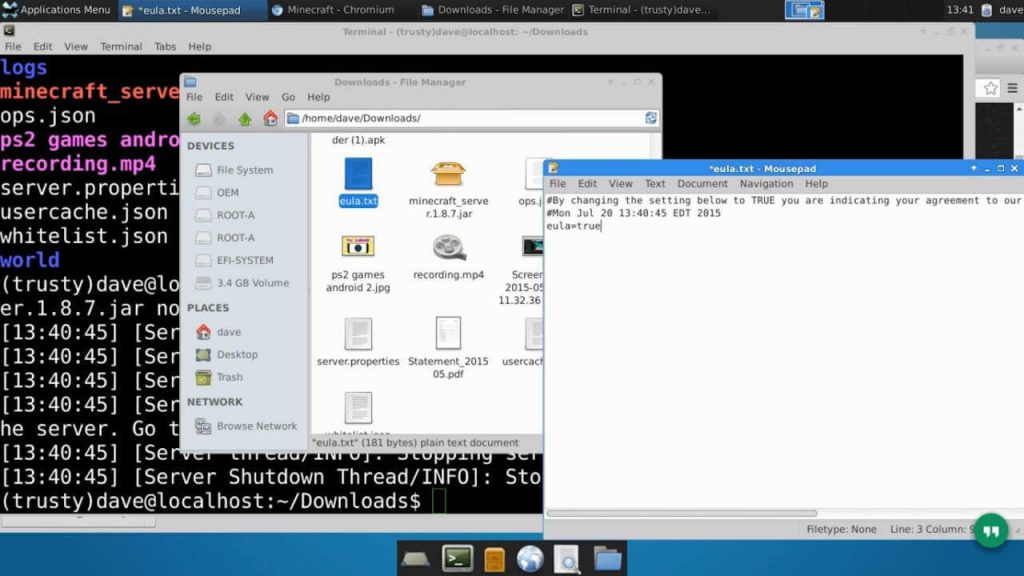 Applications Menu
*eula.txt - Mousepad
Minecraft - Chromium
Downloads - File Manager
Terminal - (trusty)dave...
13:41
dave
Terminal - (trusty)dave@localhost: ~/Downloads
File Edit View Terminal Tabs Help
logs
minecraft_serve
ops.json
ps2 games andro
recording.mp4
server.properti
usercache.json
whitelist.json
world
(trusty)dave@lo
er.1.8.7.jar no
[13:40:45] [Ser
[13:40:45] [Ser
[13:40:45] [Ser
[13:40:45] [Ser
he server. Go t
[13:40:45] [Server thread/INFO]: Stopping ser
[13:40:45] [Server Shutdown Thread/INFO]: Sto
(trusty)dave@localhost:~/Downloads$
Downloads - File Manager
File Edit View Go Help
/home/dave/Downloads/
DEVICES
File System
OEM
ROOT-A
ROOT-A
EFI-SYSTEM
3.4 GB Volume
PLACES
dave
Desktop
Trash
NETWORK
Browse Network
der (1).apk
eula.txt
minecraft_serve
r.1.8.7.jar
ops.j
ps2 games
android 2.jpg
recording.mp4
Screen
2015-05
11.32.36
server.properties
Statement_2015
05.pdf
usercach
whitelist.json
"eula.txt" (181 bytes) plain text document
*eula.txt - Mousepad
File Edit View Text Document Navigation Help
#By changing the setting below to TRUE you are indicating your agreement to our
#Mon Jul 20 13:40:45 EDT 2015
eula=true
Filetype: None
Line: 3 Column: